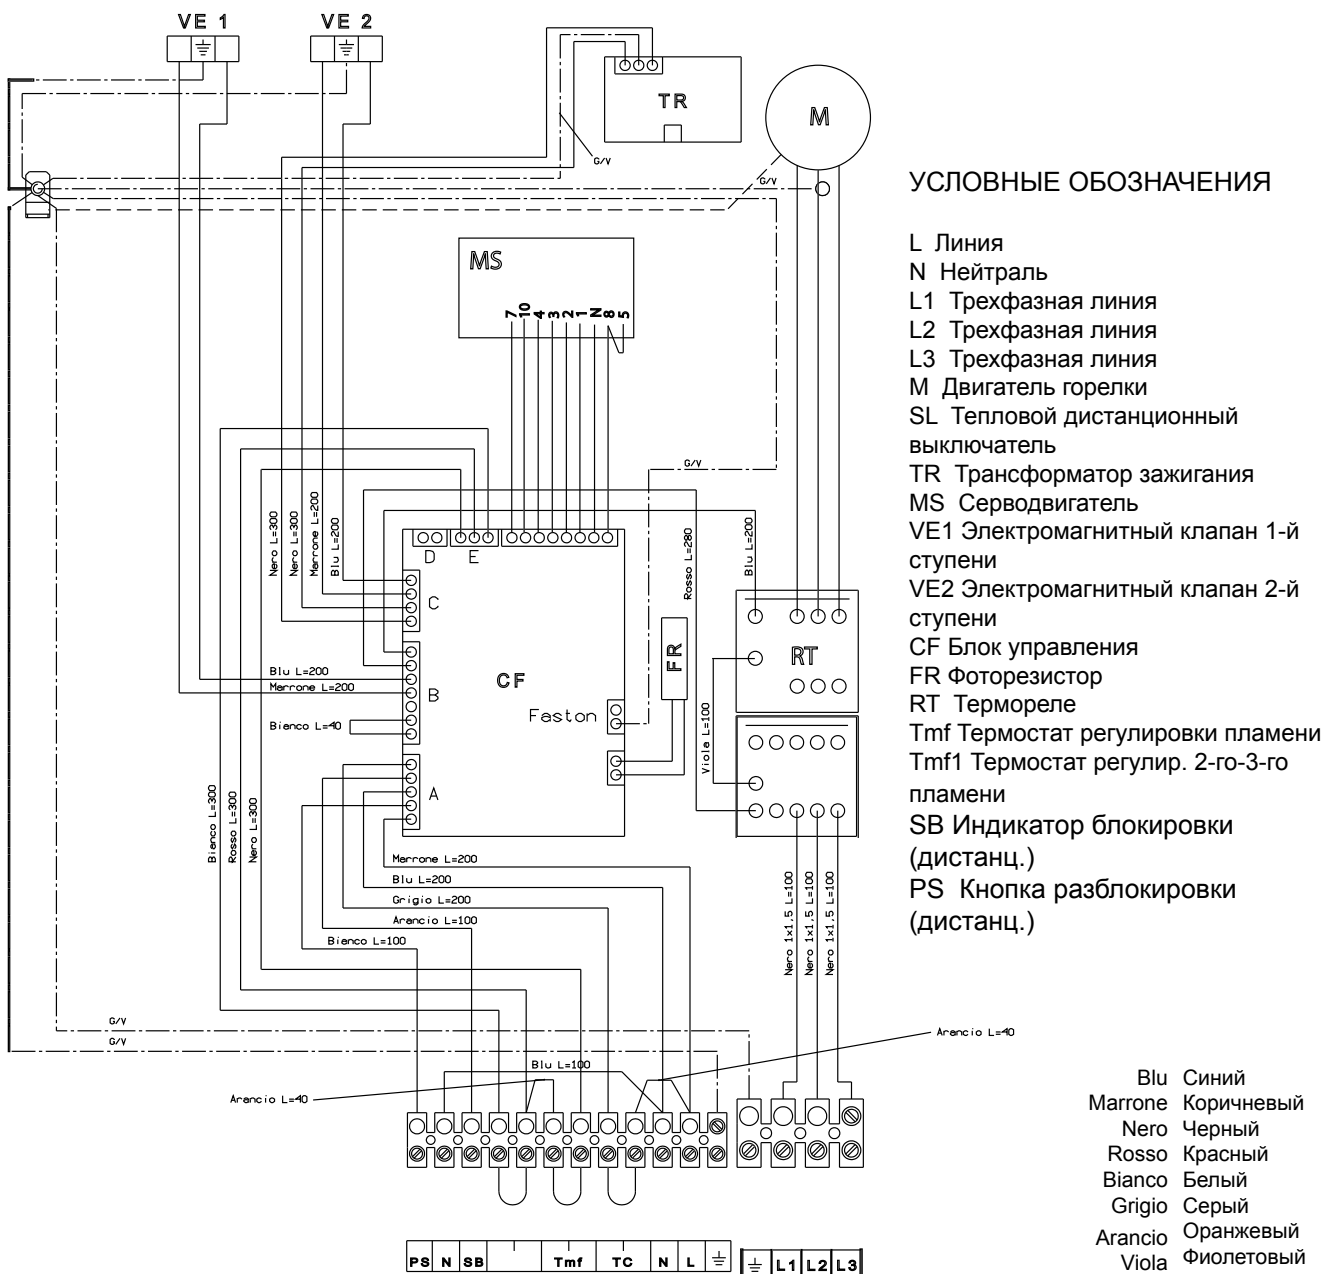 VE 1
VE 2
TR
M
G/V
G/V
УСЛОВНЫЕ ОБОЗНАЧЕНИЯ
L Линия
N Нейтраль
L1 Трехфазная линия
L2 Трехфазная линия
L3 Трехфазная линия
M Двигатель горелки
SL Тепловой дистанционный
выключатель
TR Трансформатор зажигания
MS Серводвигатель
VE1 Электромагнитный клапан 1-й
ступени
VE2 Электромагнитный клапан 2-й
ступени
CF Блок управления
FR Фоторезистор
RT Термореле
Tmf Термостат регулировки пламени
Tmf1 Термостат регулир. 2-го-3-го
пламени
SB Индикатор блокировки
(дистанц.)
PS Кнопка разблокировки
(дистанц.)
MS
7 10 4 3 2 1 N 8 5
G/V
Nero L=300
Nero L=300
Marrone L=200
Blu L=200
D
E
C
Rosso L=280
Blu L=200
FR
RT
CF
B
Faston
Blu L=200
Marrone L=200
Bianco L=40
Viola L=100
A
Bianco L=300
Rosso L=300
Nero L=300
Marrone L=200
Blu L=200
Grigio L=200
Arancio L=100
Bianco L=100
Nero 1x1,5 L=100
Nero 1x1,5 L=100
Nero 1x1,5 L=100
G/V
G/V
Arancio L=40
Blu L=100
Arancio L=40
Blu Синий
Marrone Коричневый
Nero Черный
Rosso Красный
Bianco Белый
Grigio Серый
Arancio Оранжевый
Viola Фиолетовый
PS N SB Tmf TC N L
L1 L2 L3